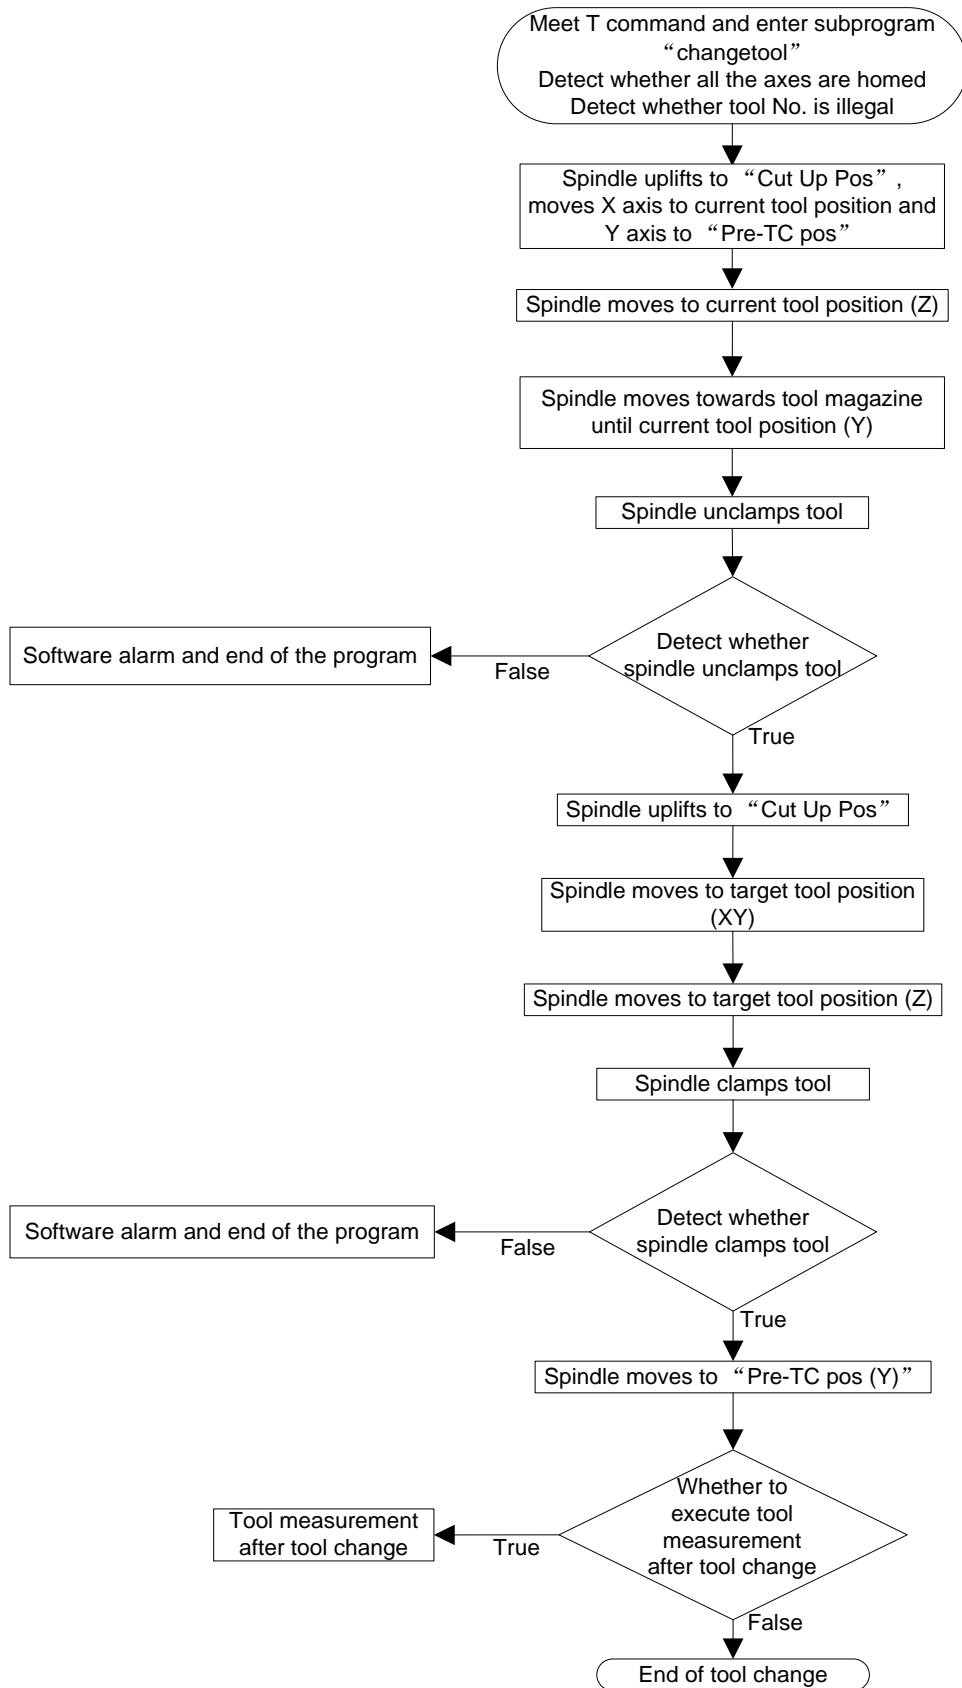 Meet T command and enter subprogram
“changetool”
Detect whether all the axes are homed
Detect whether tool No. is illegal
Spindle uplifts to “Cut Up Pos”,
moves X axis to current tool position and
Y axis to “Pre-TC pos”
Spindle moves to current tool position (Z)
Spindle moves towards tool magazine
until current tool position (Y)
Spindle unclamps tool
Detect whether
spindle unclamps tool
False
Software alarm and end of the program
True
Spindle uplifts to “Cut Up Pos”
Spindle moves to target tool position
(XY)
Spindle moves to target tool position (Z)
Spindle clamps tool
Detect whether
spindle clamps tool
False
Software alarm and end of the program
True
Spindle moves to “Pre-TC pos (Y)”
Whether to
execute tool
measurement
after tool change
True
Tool measurement
after tool change
False
End of tool change